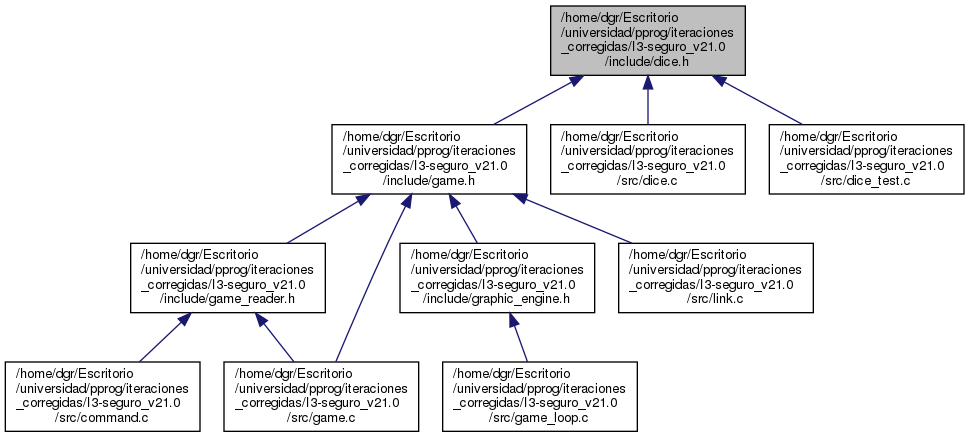 /home/dgr/Escritorio
/universidad/pprog/iteraciones
_corregidas/I3-seguro_v21.0
/include/dice.h
/home/dgr/Escritorio
/universidad/pprog/iteraciones
_corregidas/I3-seguro_v21.0
/include/game.h
/home/dgr/Escritorio
/universidad/pprog/iteraciones
_corregidas/I3-seguro_v21.0
/src/dice.c
/home/dgr/Escritorio
/universidad/pprog/iteraciones
_corregidas/I3-seguro_v21.0
/src/dice_test.c
/home/dgr/Escritorio
/universidad/pprog/iteraciones
_corregidas/I3-seguro_v21.0
/include/game_reader.h
/home/dgr/Escritorio
/universidad/pprog/iteraciones
_corregidas/I3-seguro_v21.0
/include/graphic_engine.h
/home/dgr/Escritorio
/universidad/pprog/iteraciones
_corregidas/I3-seguro_v21.0
/src/link.c
/home/dgr/Escritorio
/universidad/pprog/iteraciones
_corregidas/I3-seguro_v21.0
/src/command.c
/home/dgr/Escritorio
/universidad/pprog/iteraciones
_corregidas/I3-seguro_v21.0
/src/game.c
/home/dgr/Escritorio
/universidad/pprog/iteraciones
_corregidas/I3-seguro_v21.0
/src/game_loop.c